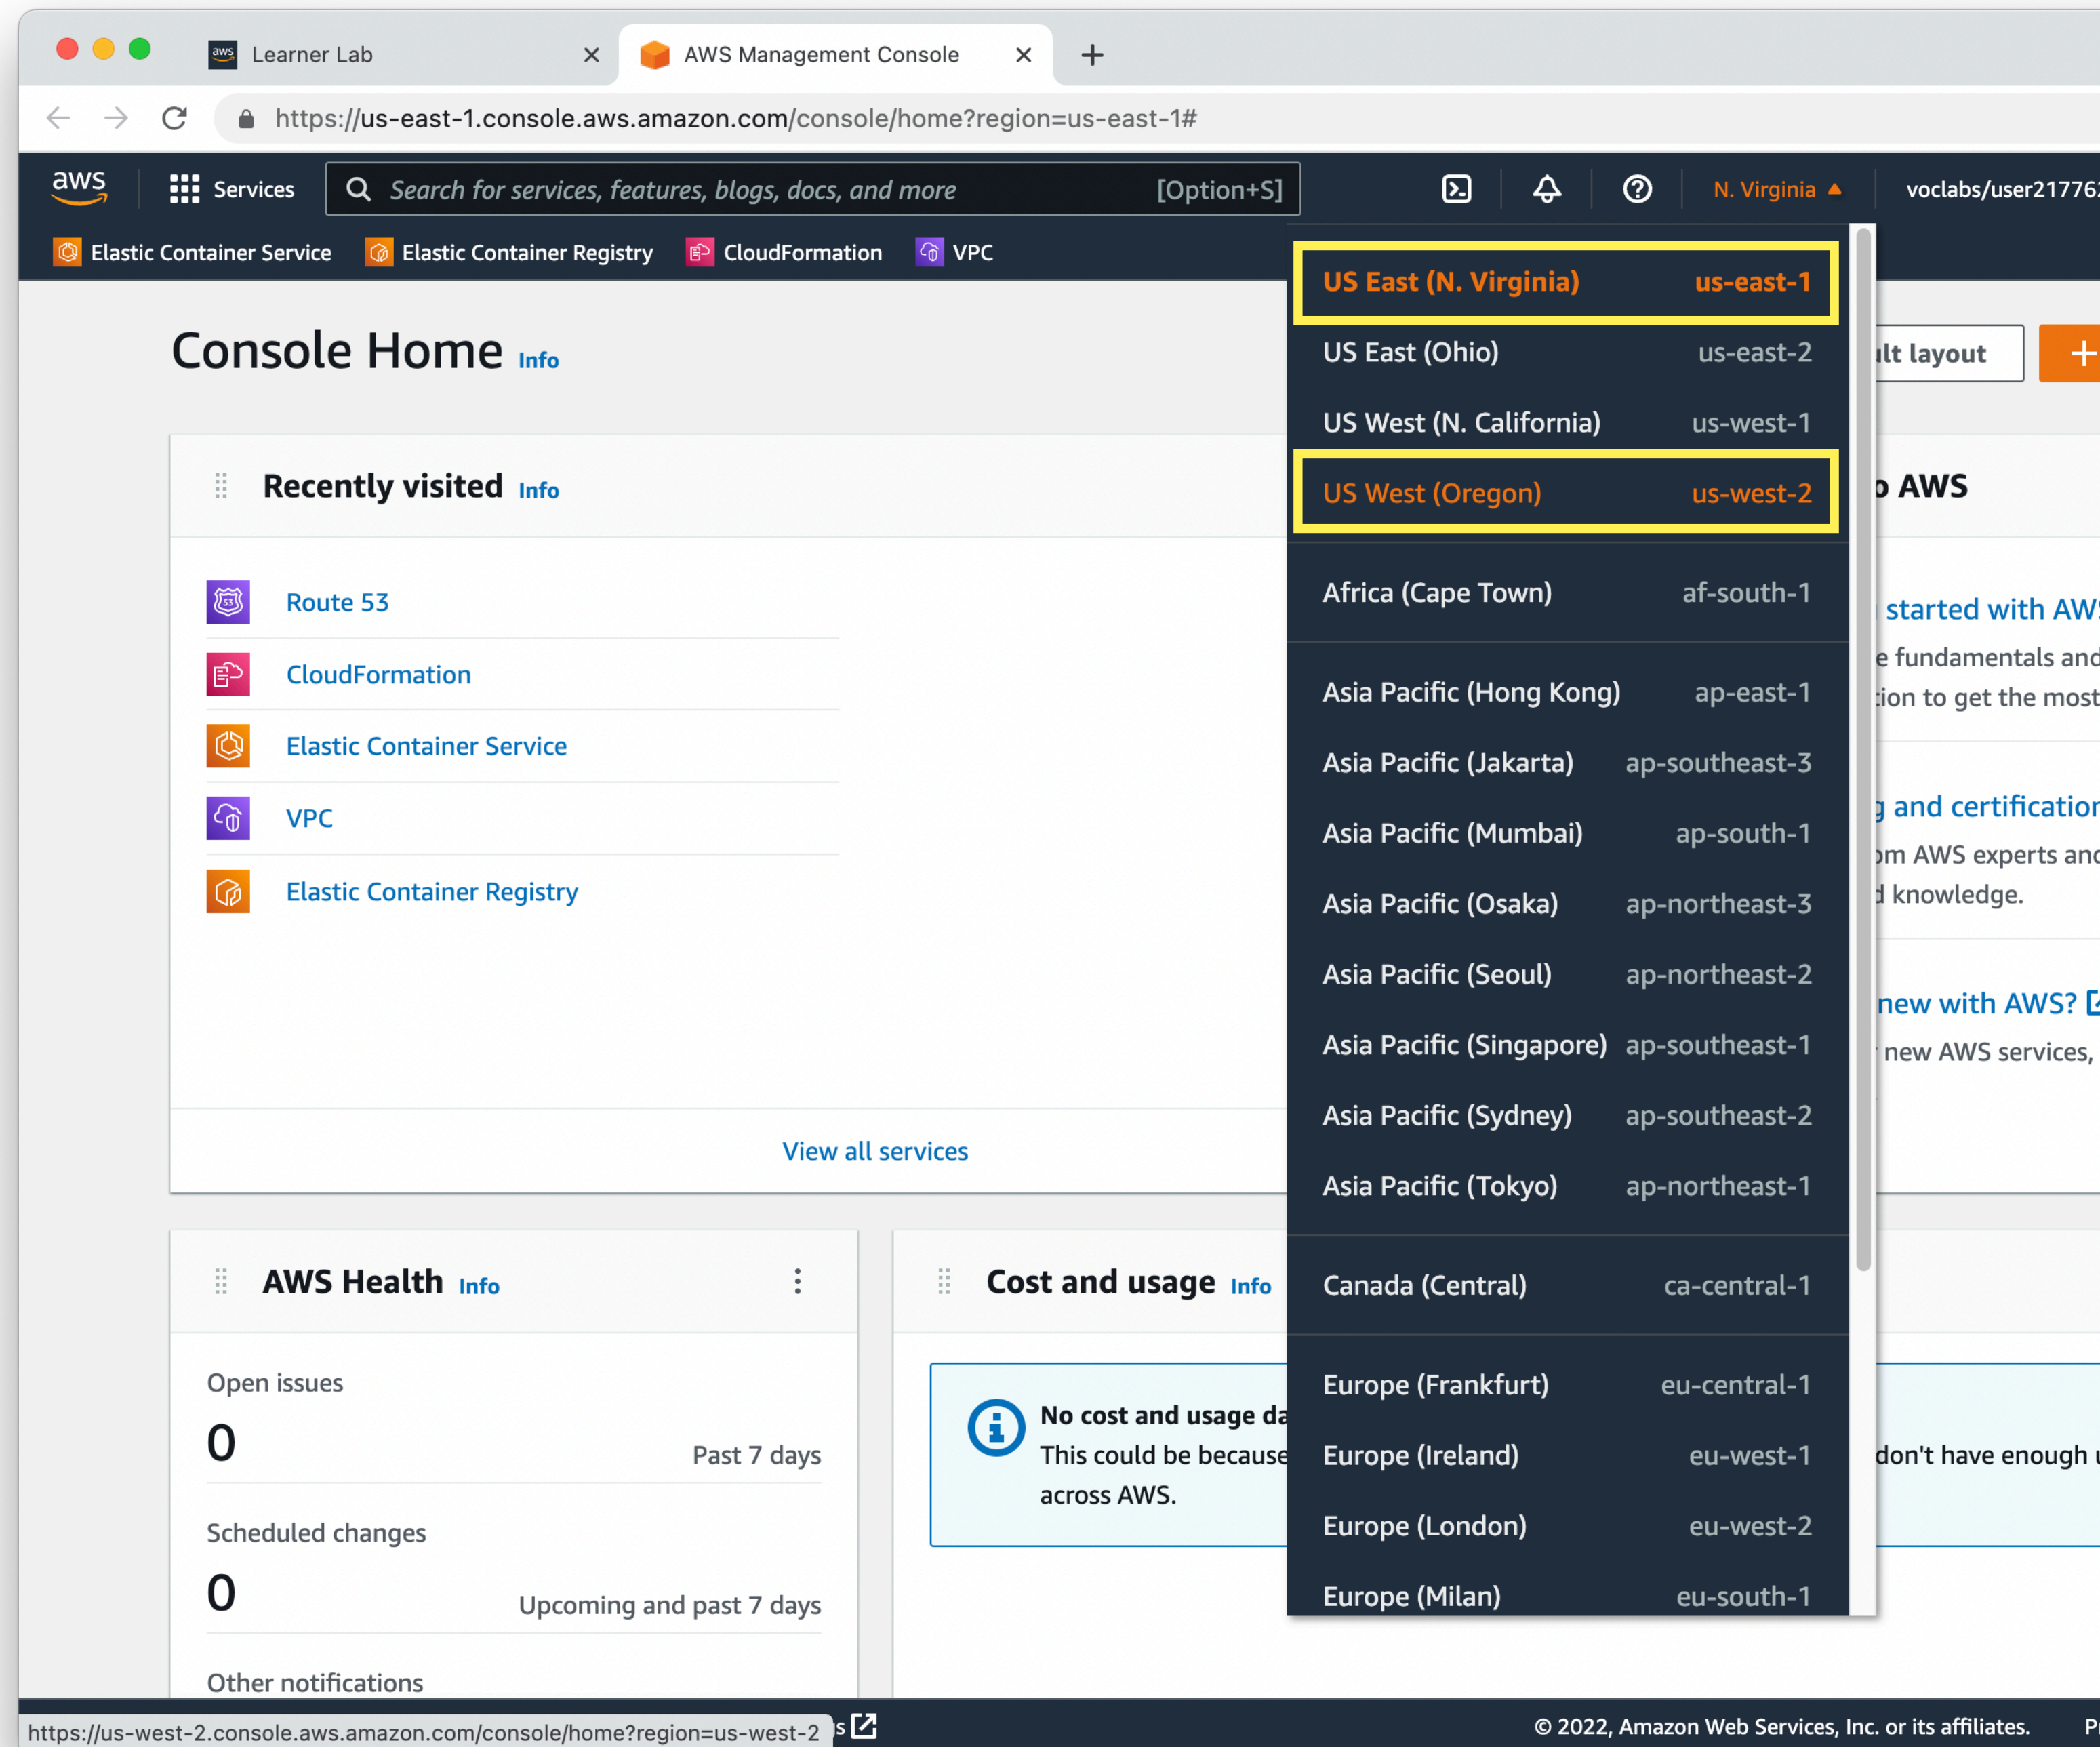 Learner Lab
AWS Management Console
https://us-east-1.console.aws.amazon.com/console/home?region=us-east-1#
aws
Services
Search for services, features, blogs, docs, and more
[Option+S]
N. Virginia
voclabs/user21776
Elastic Container Service
Elastic Container Registry
CloudFormation
VPC
US East (N. Virginia) us-east-1
US East (Ohio) us-east-2
US West (N. California) us-west-1
US West (Oregon) us-west-2
Africa (Cape Town) af-south-1
Asia Pacific (Hong Kong) ap-east-1
Asia Pacific (Jakarta) ap-southeast-3
Asia Pacific (Mumbai) ap-south-1
Asia Pacific (Osaka) ap-northeast-3
Asia Pacific (Seoul) ap-northeast-2
Asia Pacific (Singapore) ap-southeast-1
Asia Pacific (Sydney) ap-southeast-2
Asia Pacific (Tokyo) ap-northeast-1
Canada (Central) ca-central-1
Europe (Frankfurt) eu-central-1
Europe (Ireland) eu-west-1
Europe (London) eu-west-2
Europe (Milan) eu-south-1
Console Home Info
layout
Recently visited Info
Route 53
CloudFormation
Elastic Container Service
VPC
Elastic Container Registry
View all services
AWS
started with AWS
fundamentals and
to get the most
and certification
AWS experts and
knowledge.
new with AWS?
new AWS services,
AWS Health Info
Open issues
0
Past 7 days
Scheduled changes
0
Upcoming and past 7 days
Other notifications
Cost and usage Info
No cost and usage
This could be because
don't have enough
across AWS.
https://us-west-2.console.aws.amazon.com/console/home?region=us-west-2
© 2022, Amazon Web Services, Inc. or its affiliates.